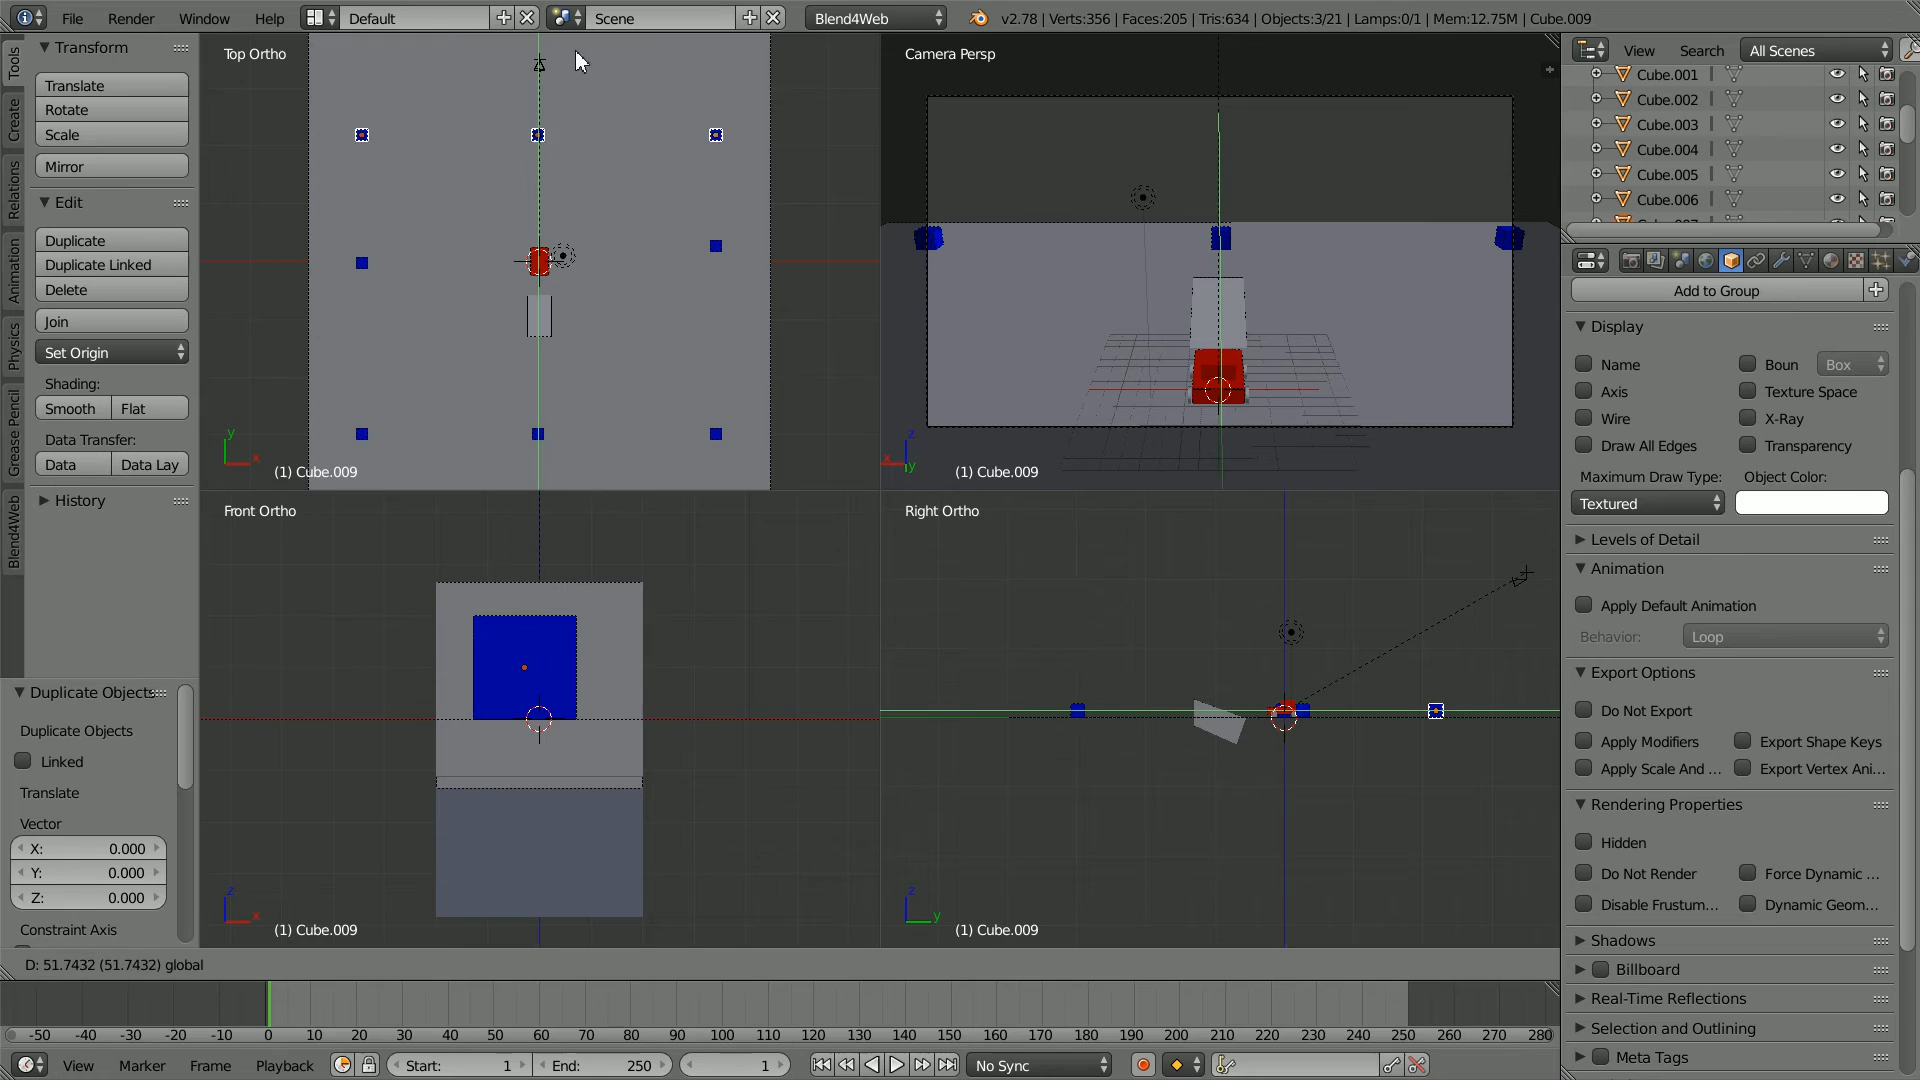 File Render Window Help Default Scene Blend4Web v2.78 | Verts:356 | Faces:205 | Tris:634 | Objects:3/21 | Lamps:0/1 | Mem:12.75M | Cube.009
Tools
Create
Relations
Animation
Physics
Grease Pencil
Blend4Web
Transform
Translate
Rotate
Scale
Mirror
Edit
Duplicate
Duplicate Linked
Delete
Join
Set Origin
Shading:
Smooth Flat
Data Transfer:
Data Data Lay
History
Duplicate Objects
Duplicate Objects
Linked
Translate
Vector
X: 0.000
Y: 0.000
Z: 0.000
Constraint Axis
Top Ortho
y
x
(1) Cube.009
Camera Persp
z
x y
(1) Cube.009
Front Ortho
z
x
(1) Cube.009
Right Ortho
z
y
(1) Cube.009
D: 51.7432 (51.7432) global
View Search All Scenes
Cube.001
Cube.002
Cube.003
Cube.004
Cube.005
Cube.006
Add to Group
Display
Name Boun Box
Axis Texture Space
Wire X-Ray
Draw All Edges Transparency
Maximum Draw Type: Object Color:
Textured
Levels of Detail
Animation
Apply Default Animation
Behavior: Loop
Export Options
Do Not Export
Apply Modifiers Export Shape Keys
Apply Scale And ... Export Vertex Ani...
Rendering Properties
Hidden
Do Not Render Force Dynamic ...
Disable Frustum... Dynamic Geom...
Shadows
Billboard
Real-Time Reflections
Selection and Outlining
Meta Tags
-50 -40 -30 -20 -10 0 10 20 30 40 50 60 70 80 90 100 110 120 130 140 150 160 170 180 190 200 210 220 230 240 250 260 270 280
View Marker Frame Playback Start: 1 End: 250 1 No Sync